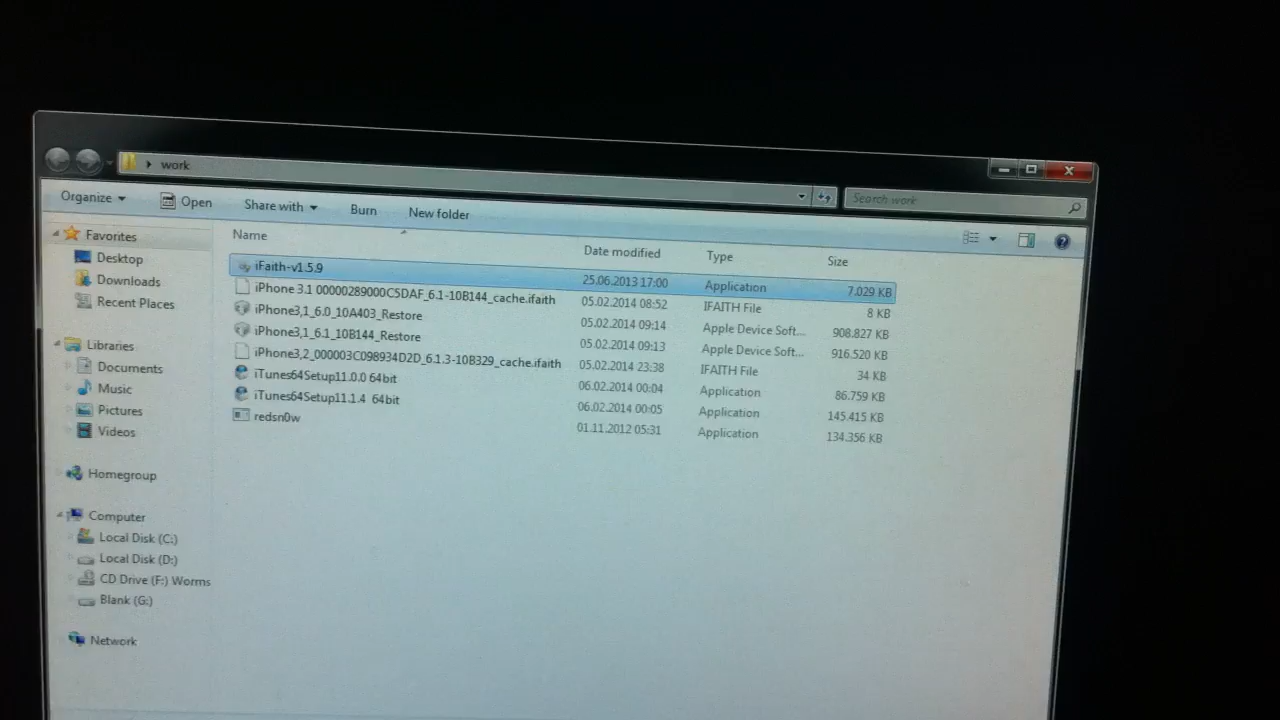 work
Search work
Organize
Open
Share with
Burn
New folder
Name
Date modified
Type
Size
iFaith-v1.5.9 25.06.2013 17:00 Application 7.029 KB
iPhone 3.1 00000289000C5DAF_6.1-10B144_cache.ifaith 05.02.2014 08:52 IFAITH File 8 KB
iPhone3,1_6.0_10A403_Restore 05.02.2014 09:14 Apple Device Soft... 908.827 KB
iPhone3,1_6.1_10B144_Restore 05.02.2014 09:13 Apple Device Soft... 916.520 KB
iPhone3,2_000003C098934D2D_6.1.3-10B329_cache.ifaith 05.02.2014 23:38 IFAITH File 34 KB
iTunes64Setup11.0.0 64bit 06.02.2014 00:04 Application 86.759 KB
iTunes64Setup11.1.4 64bit 06.02.2014 00:05 Application 145.415 KB
redsn0w 01.11.2012 05:31 Application 134.356 KB
Favorites
Desktop
Downloads
Recent Places
Libraries
Documents
Music
Pictures
Videos
Homegroup
Computer
Local Disk (C:)
Local Disk (D:)
CD Drive (F:) Worms
Blank (G:)
Network